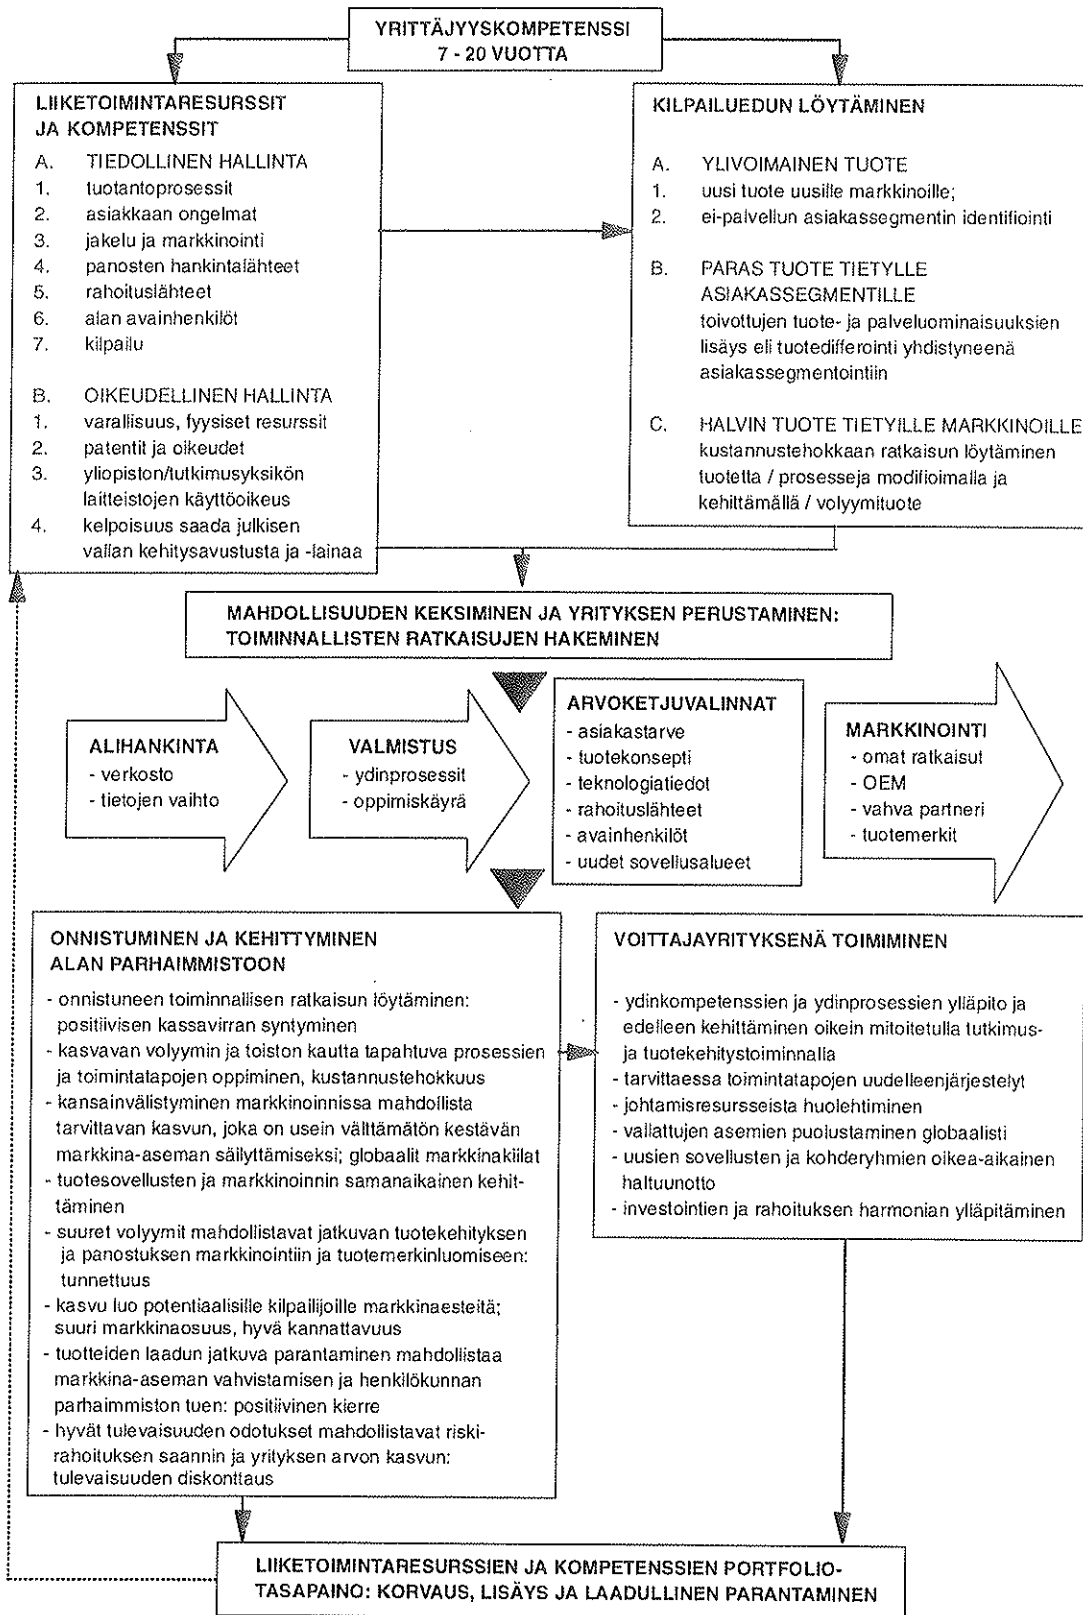 YRITTÄJYYSKOMPETENSSI
7 - 20 VUOTTA
LIIKETOIMINTARESURSSIT
JA KOMPETENSSIT
A. TIEDOLLINEN HALLINTA
1. tuotantoprosessit
2. asiakkaan ongelmat
3. jakelu ja markkinointi
4. panosten hankintalähteet
5. rahoituslähteet
6. alan avainhenkilöt
7. kilpailu
B. OIKEUDELLINEN HALLINTA
1. varallisuus, fyysiset resurssit
2. patentit ja oikeudet
3. yliopiston/tutkimusyksikön
laitteistojen käyttöoikeus
4. kelpoisuus saada julkisen
vallan kehitysavustusta ja -lainaa
KILPAILUEDUN LÖYTÄMINEN
A. YLIVOIMAINEN TUOTE
1. uusi tuote uusille markkinoille;
2. ei-palvellun asiakassegmentin identifiointi
B. PARAS TUOTE TIETYLLE
ASIAKASSEGMENTILLE
toivottujen tuote- ja palveluominaisuuksien
lisäys eli tuotedifferointi yhdistyneenä
asiakassegmentointiin
C. HALVIN TUOTE TIETYILLE MARKKINOILLE
kustannustehokkaan ratkaisun löytäminen
tuotetta / prosesseja modifioimalla ja
kehittämällä / volyymituote
MAHDOLLISUUDEN KEKSIMINEN JA YRITYKSEN PERUSTAMINEN:
TOIMINNALLISTEN RATKAISUJEN HAKEMINEN
ALIHANKINTA
- verkosto
- tietojen vaihto
VALMISTUS
- ydinprosessit
- oppimiskäyrä
ARVOKETJUVALINNAT
- asiakastarve
- tuotekonsepti
- teknologiatiedot
- rahoituslähteet
- avainhenkilöt
- uudet sovellusalueet
MARKKINOINTI
- omat ratkaisut
- OEM
- vahva partneri
- tuotemerkit
ONNISTUMINEN JA KEHITTYMINEN
ALAN PARHAIMMISTOON
- onnistuneen toiminnallisen ratkaisun löytäminen:
positiivisen kassavirran syntyminen
- kasvavan volyymin ja toiston kautta tapahtuva prosessien
ja toimintatapojen oppiminen, kustannustehokkuus
- kansainvälistyminen markkinoinnissa mahdollista
tarvittavan kasvun, joka on usein välttämätön kestävän
markkina-aseman säilyttämiseksi; globaalit markkinakiilat
- tuotesovellusten ja markkinoinnin samanaikainen kehit-
täminen
- suuret volyymit mahdollistavat jatkuvan tuotekehityksen
ja panostuksen markkinointiin ja tuotemerkinluomiseen:
tunnettuus
- kasvu luo potentiaalisille kilpailijoille markkinaesteitä;
suuri markkinaosuus, hyvä kannattavuus
- tuotteiden laadun jatkuva parantaminen mahdollistaa
markkina-aseman vahvistamisen ja henkilökunnan
parhaimmiston tuen: positiivinen kierre
- hyvät tulevaisuuden odotukset mahdollistavat riski-
rahoituksen saannin ja yrityksen arvon kasvun:
tulevaisuuden diskonttaus
VOITTAJAYRITYKSENÄ TOIMIMINEN
- ydinkompetenssien ja ydinprosessien ylläpito ja
edelleen kehittäminen oikein mitoitetulla tutkimus-
ja tuotekehitystoiminnalla
- tarvittaessa toimintatapojen uudelleenjärjestelyt
- johtamisresursseista huolehtiminen
- vallattujen asemien puolustaminen globaalisti
- uusien sovellusten ja kohderyhmien oikea-aikainen
haltuunotto
- investointien ja rahoituksen harmonian ylläpitäminen
LIIKETOIMINTARESURSSIEN JA KOMPETENSSIEN PORTFOLIO-
TASAPAINO: KORVAUS, LISÄYS JA LAADULLINEN PARANTAMINEN